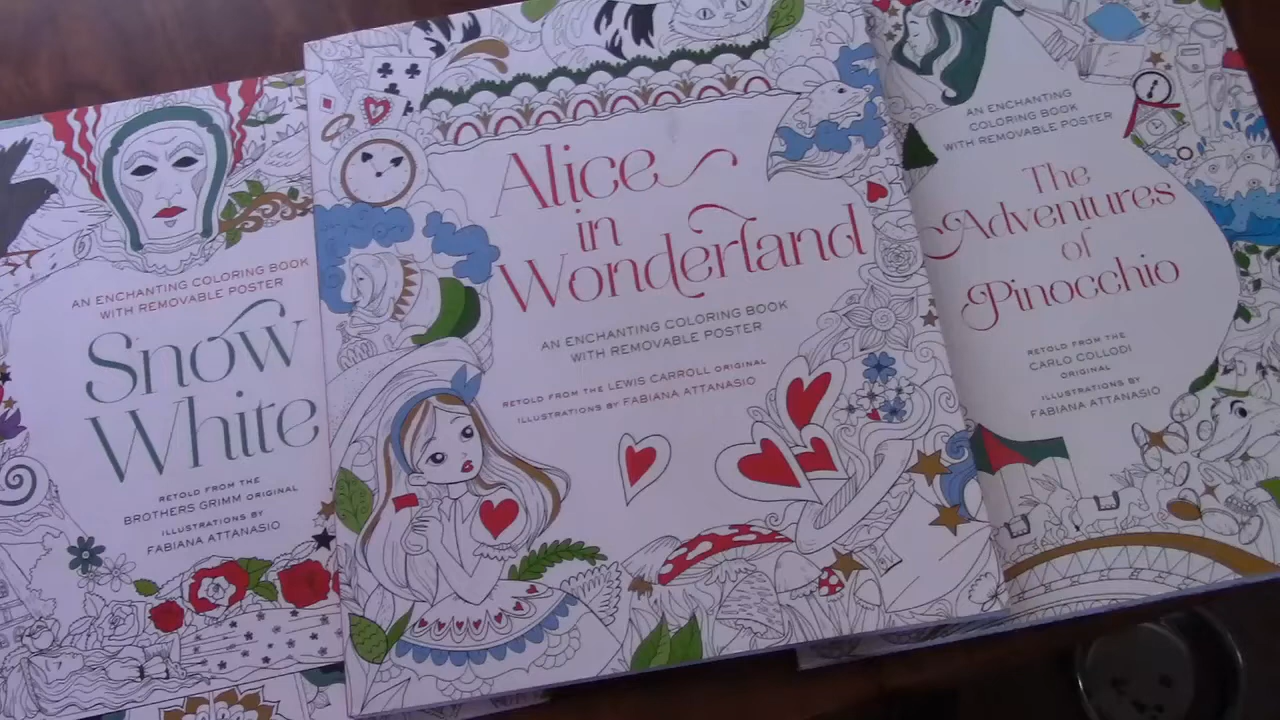 AN ENCHANTING COLORING BOOK
WITH REMOVABLE POSTER
Snow
White
RETOLD FROM THE
BROTHERS GRIMM ORIGINAL
ILLUSTRATIONS BY
FABIANA ATTANASIO
Alice
in
Wonderland
AN ENCHANTING COLORING BOOK
WITH REMOVABLE POSTER
RETOLD FROM THE LEWIS CARROLL ORIGINAL
ILLUSTRATIONS BY FABIANA ATTANASIO
AN ENCHANTING
COLORING BOOK
WITH REMOVABLE POSTER
The
Adventures
of
Pinocchio
RETOLD FROM THE
CARLO COLLODI
ORIGINAL
ILLUSTRATIONS BY
FABIANA ATTANASIO